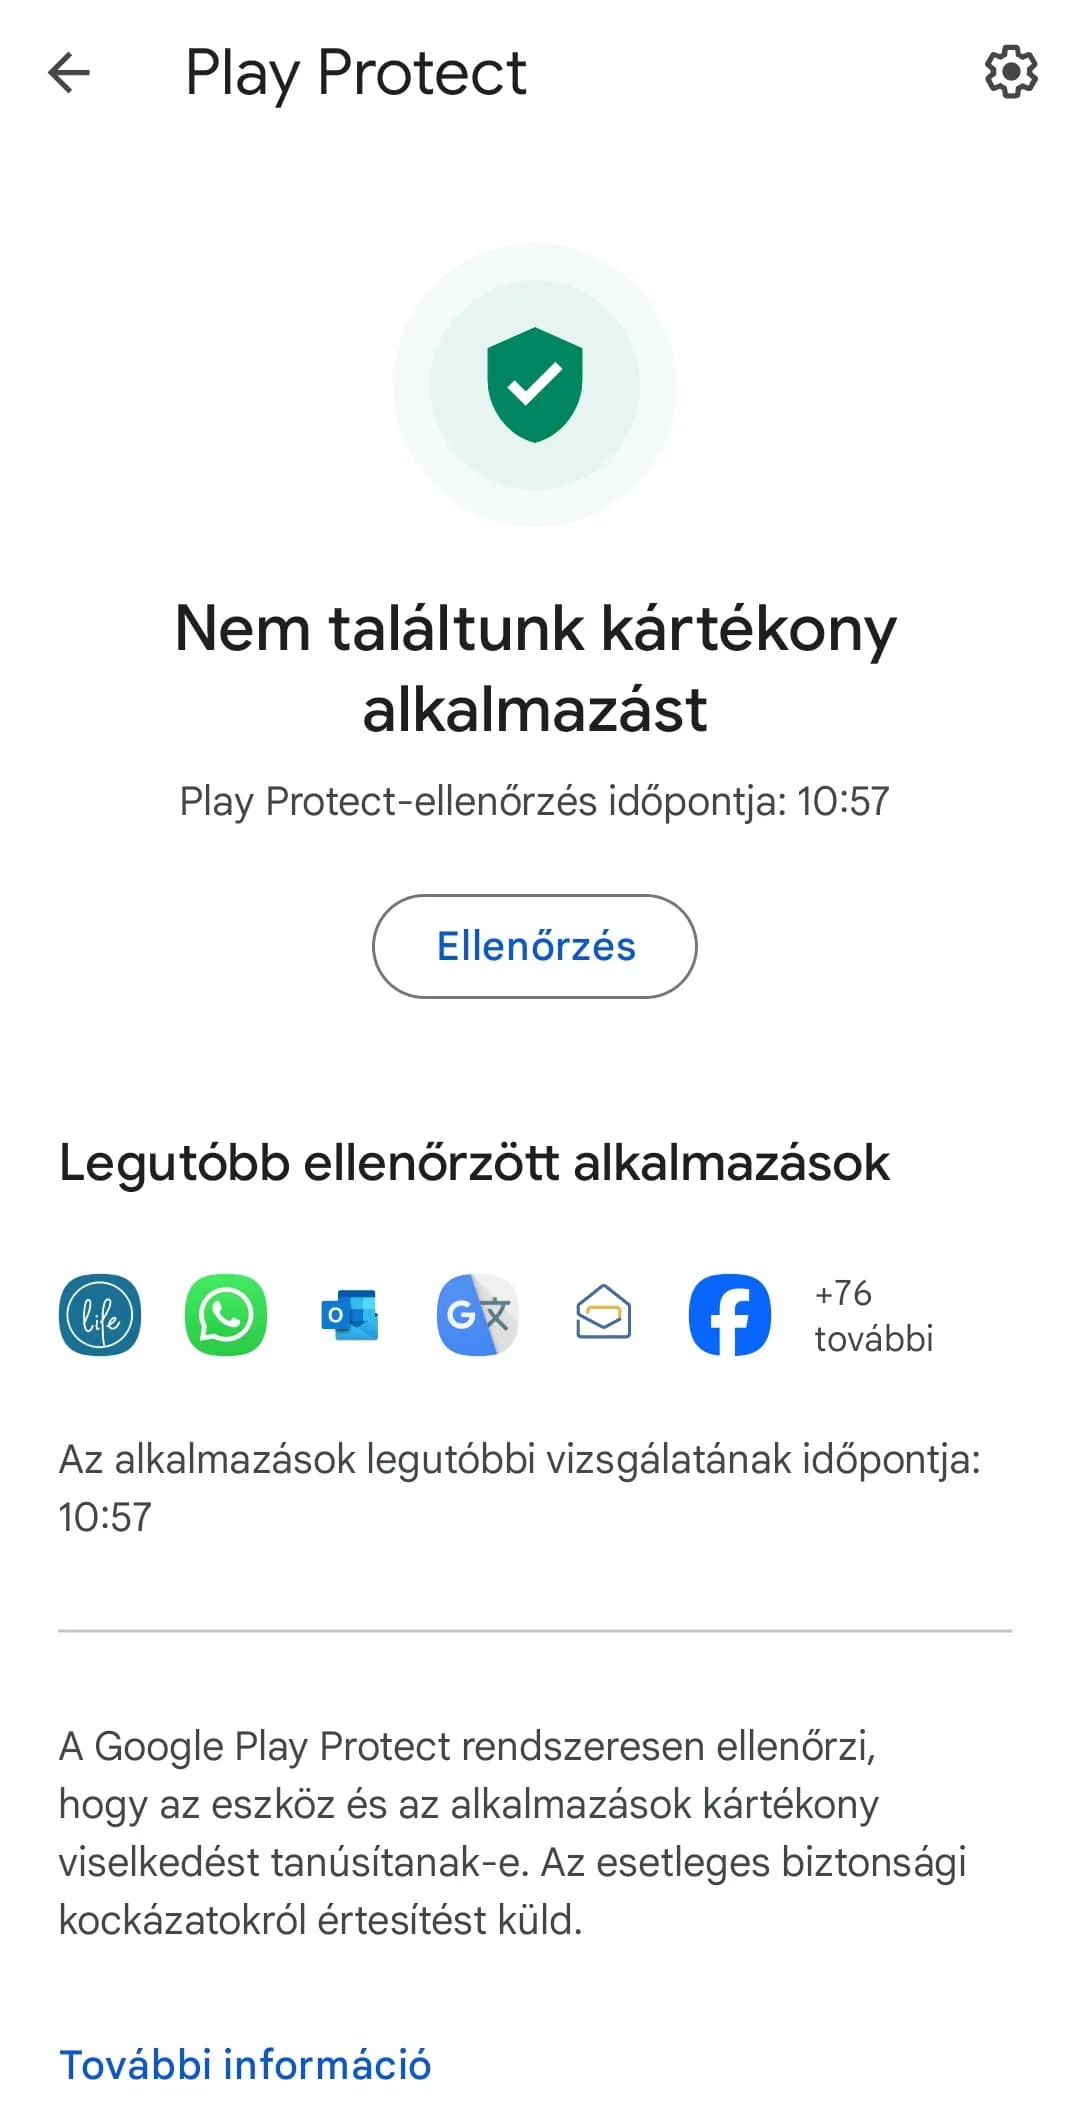 Play Protect
Nem találtunk kártékony
alkalmazást
Play Protect-ellenőrzés időpontja: 10:57
Ellenőrzés
Legutóbb ellenőrzött alkalmazások
life
O
G文
f
+76
további
Az alkalmazások legutóbbi vizsgálatának időpontja:
10:57
A Google Play Protect rendszeresen ellenőrzi,
hogy az eszköz és az alkalmazások kártékony
viselkedést tanúsítanak-e. Az esetleges biztonsági
kockázatokról értesítést küld.
További információ